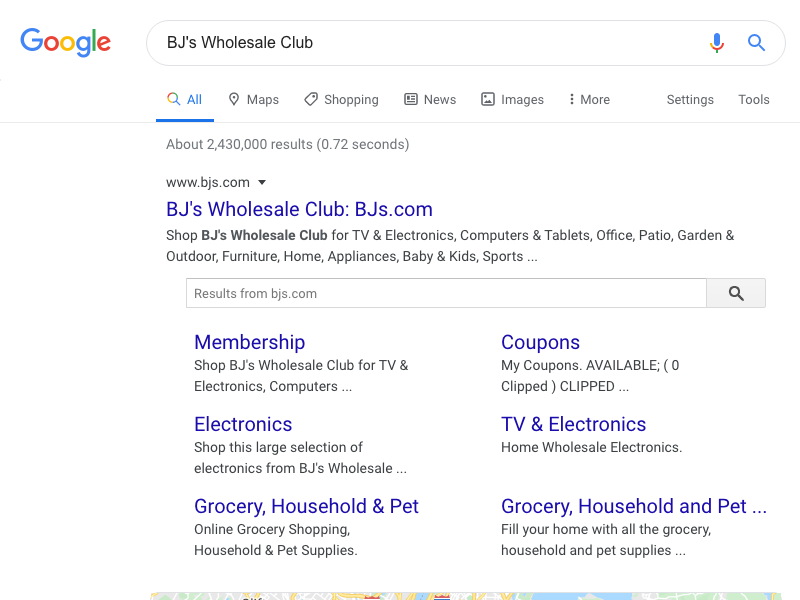 Google
BJ's Wholesale Club
All Maps Shopping News Images More Settings Tools
About 2,430,000 results (0.72 seconds)
www.bjs.com
BJ's Wholesale Club: BJs.com
Shop BJ's Wholesale Club for TV & Electronics, Computers & Tablets, Office, Patio, Garden &
Outdoor, Furniture, Home, Appliances, Baby & Kids, Sports ...
Results from bjs.com
Membership
Shop BJ's Wholesale Club for TV &
Electronics, Computers ...
Coupons
My Coupons. AVAILABLE; ( 0
Clipped ) CLIPPED ...
Electronics
Shop this large selection of
electronics from BJ's Wholesale ...
TV & Electronics
Home Wholesale Electronics.
Grocery, Household & Pet
Online Grocery Shopping,
Household & Pet Supplies.
Grocery, Household and Pet ...
Fill your home with all the grocery,
household and pet supplies ...